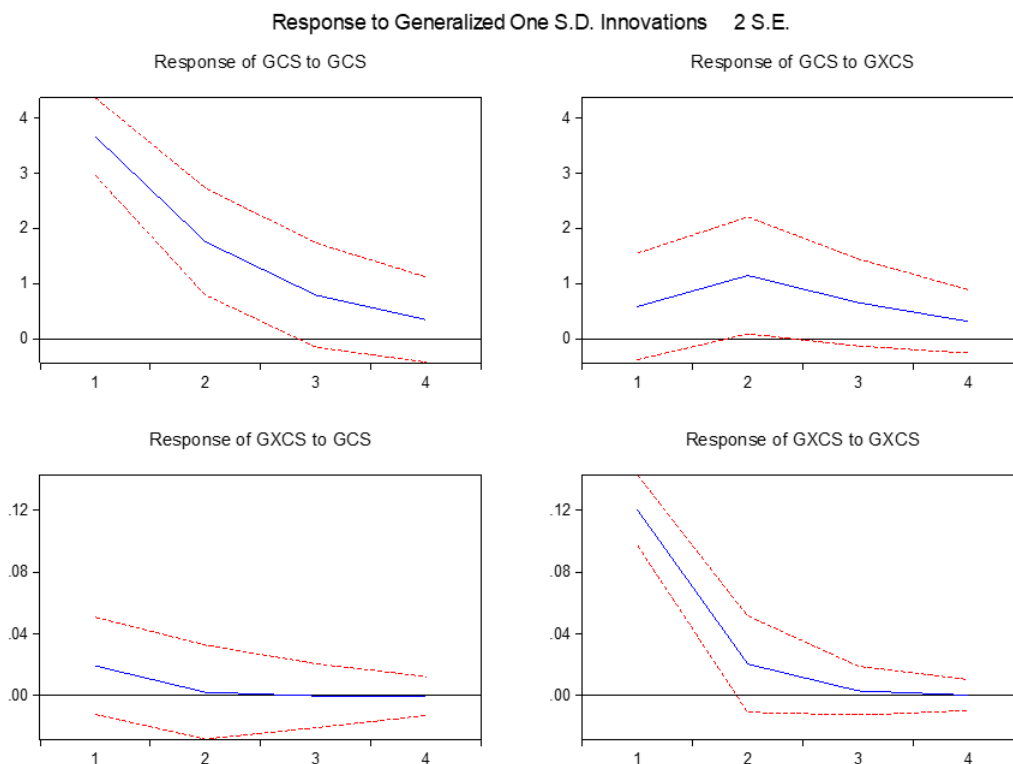 Response to Generalized One S.D. Innovations 2 S.E.
Response of GCS to GCS
4
3
2
1
0
1 2 3 4
Response of GCS to GXCS
4
3
2
1
0
1 2 3 4
Response of GXCS to GCS
.12
.08
.04
.00
1 2 3 4
Response of GXCS to GXCS
.12
.08
.04
.00
1 2 3 4